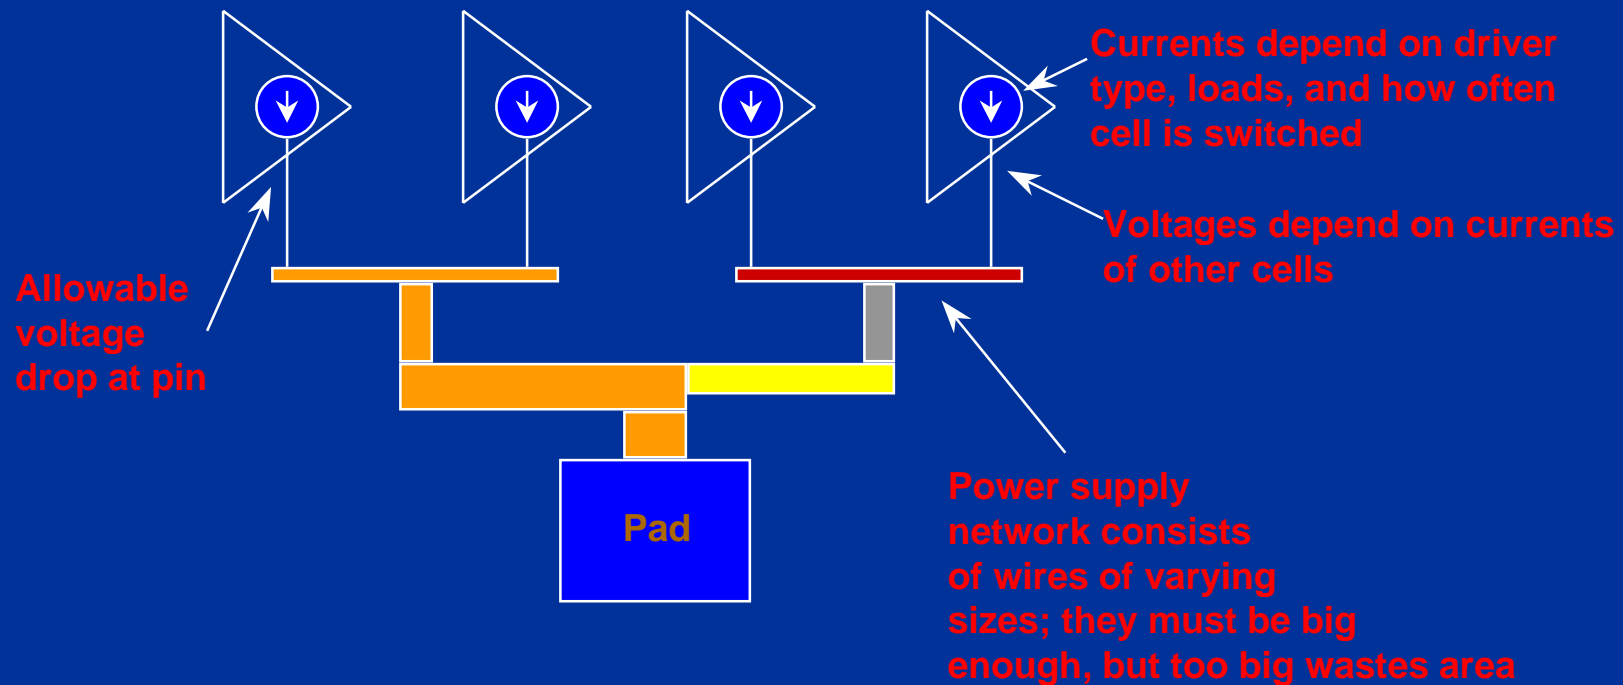 Currents depend on driver
type, loads, and how often
cell is switched
Voltages depend on currents
of other cells
Allowable
voltage
drop at pin
Power supply
network consists
of wires of varying
sizes; they must be big
enough, but too big wastes area
Pad